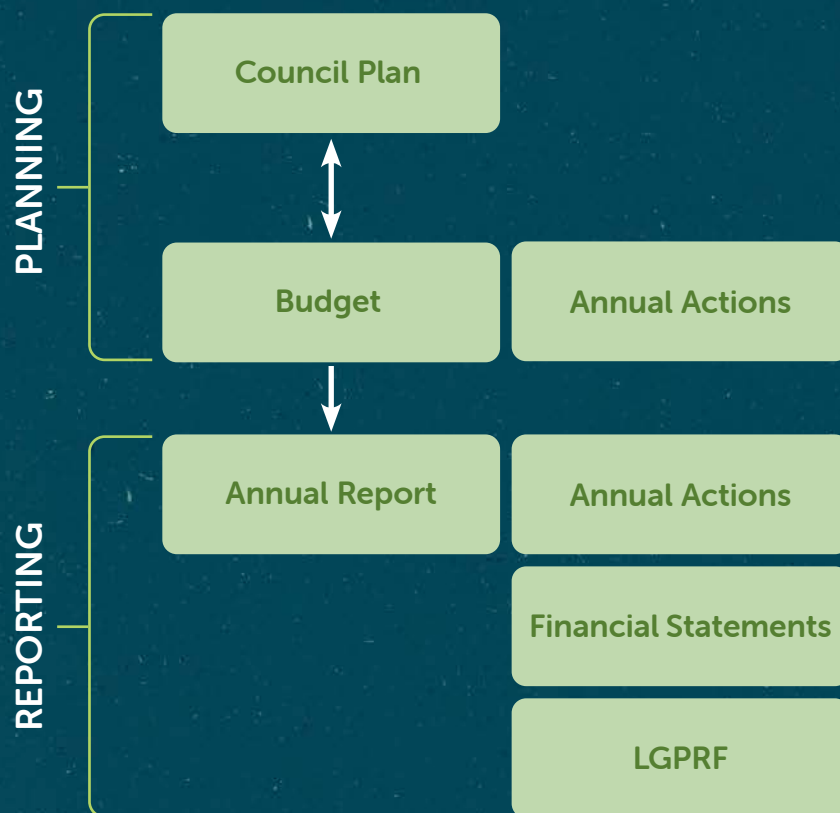 PLANNING
Council Plan
Budget
Annual Actions
REPORTING
Annual Report
Annual Actions
Financial Statements
LGPRF